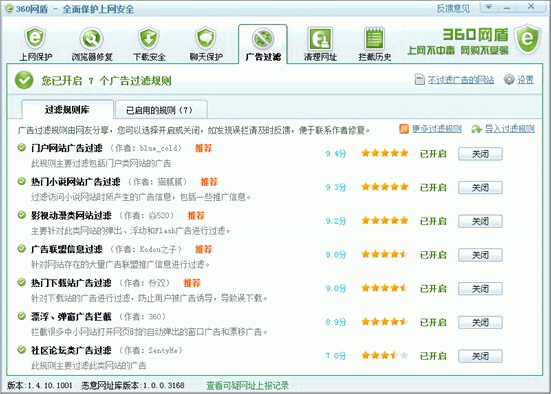 360网盾 - 全面保护上网安全
反馈意见
上网保护 浏览器修复 下载安全 聊天保护 广告过滤 清理网址 拦截历史
360网盾
上网不中毒 网购不受骗
您已开启 7 个广告过滤规则
不过滤广告的网站 设置
过滤规则库 已启用的规则(7)
广告过滤规则由网友分享,您可以选择开启或关闭,如发现误拦请及时反馈,便于联系作者修复。 更多过滤规则 导入过滤规则
门户网站广告过滤 (作者:blus_cold) 推荐 9.4分 已开启 关闭
此规则主要过滤包括门户类网站的广告
热门小说网站广告过滤 (作者:猫腻腻) 推荐 9.3分 已开启 关闭
过滤访问小说网站时所产生的广告信息,包括一些推广信息。
影视动漫类网站过滤 (作者:焱520) 推荐 9.2分 已开启 关闭
主要针对此类网站的弹出、浮动和Flash广告进行过滤。
广告联盟信息过滤 (作者:Kodou之子) 推荐 9.0分 已开启 关闭
针对网站存在的大量广告联盟推广信息进行过滤。
热门下载站广告过滤 推荐 9.0分 已开启 关闭
针对下载站的广告进行过滤,防止用户被广告诱导,导致误下载。
漂浮、弹窗广告拦截 (作者:360) 8.9分 已开启 关闭
拦截很多中小网站打开网页时的自动弹出的窗口广告和漂移广告。
社区论坛类广告过滤 (作者:SentyMe) 7.0分 已开启 关闭
此规则主要过滤此类网站的广告
版本:1.4.10.1001 恶意网址库版本:1.0.0.3168 查看可疑网址上报记录